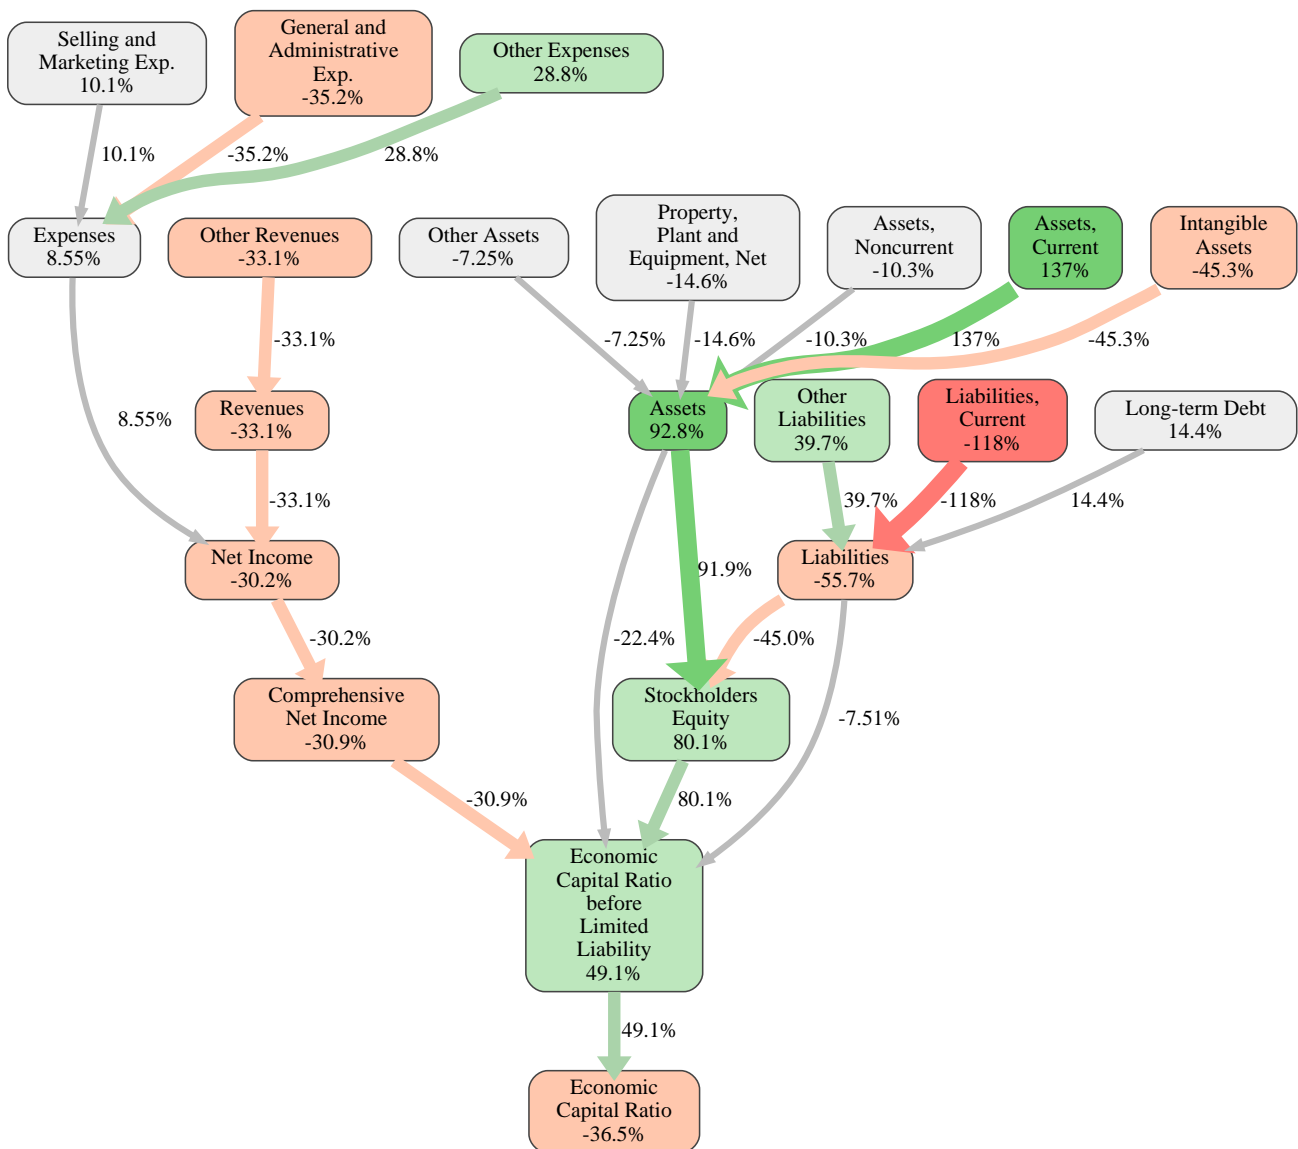 Selling and
Marketing Exp.
10.1%
General and
Administrative
Exp.
-35.2%
Other Expenses
28.8%
10.1%
-35.2%
28.8%
Expenses
8.55%
Other Revenues
-33.1%
Other Assets
-7.25%
Property,
Plant and
Equipment, Net
-14.6%
Assets,
Noncurrent
-10.3%
Assets,
Current
137%
Intangible
Assets
-45.3%
-33.1%
-7.25%
-14.6%
-10.3%
137%
-45.3%
8.55%
Revenues
-33.1%
Assets
92.8%
Other
Liabilities
39.7%
Liabilities,
Current
-118%
Long-term Debt
14.4%
-33.1%
39.7%
-118%
14.4%
Net Income
-30.2%
91.9%
Liabilities
-55.7%
-30.2%
-22.4%
-45.0%
Comprehensive
Net Income
-30.9%
Stockholders
Equity
80.1%
-7.51%
-30.9%
80.1%
Economic
Capital Ratio
before
Limited
Liability
49.1%
49.1%
Economic
Capital Ratio
-36.5%